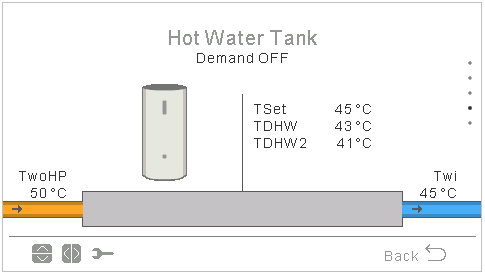 Hot Water Tank
Demand OFF
TSet 45°C
TDHW 43°C
TDHW2 41°C
TwoHP
50°C
Twi
45°C
Back